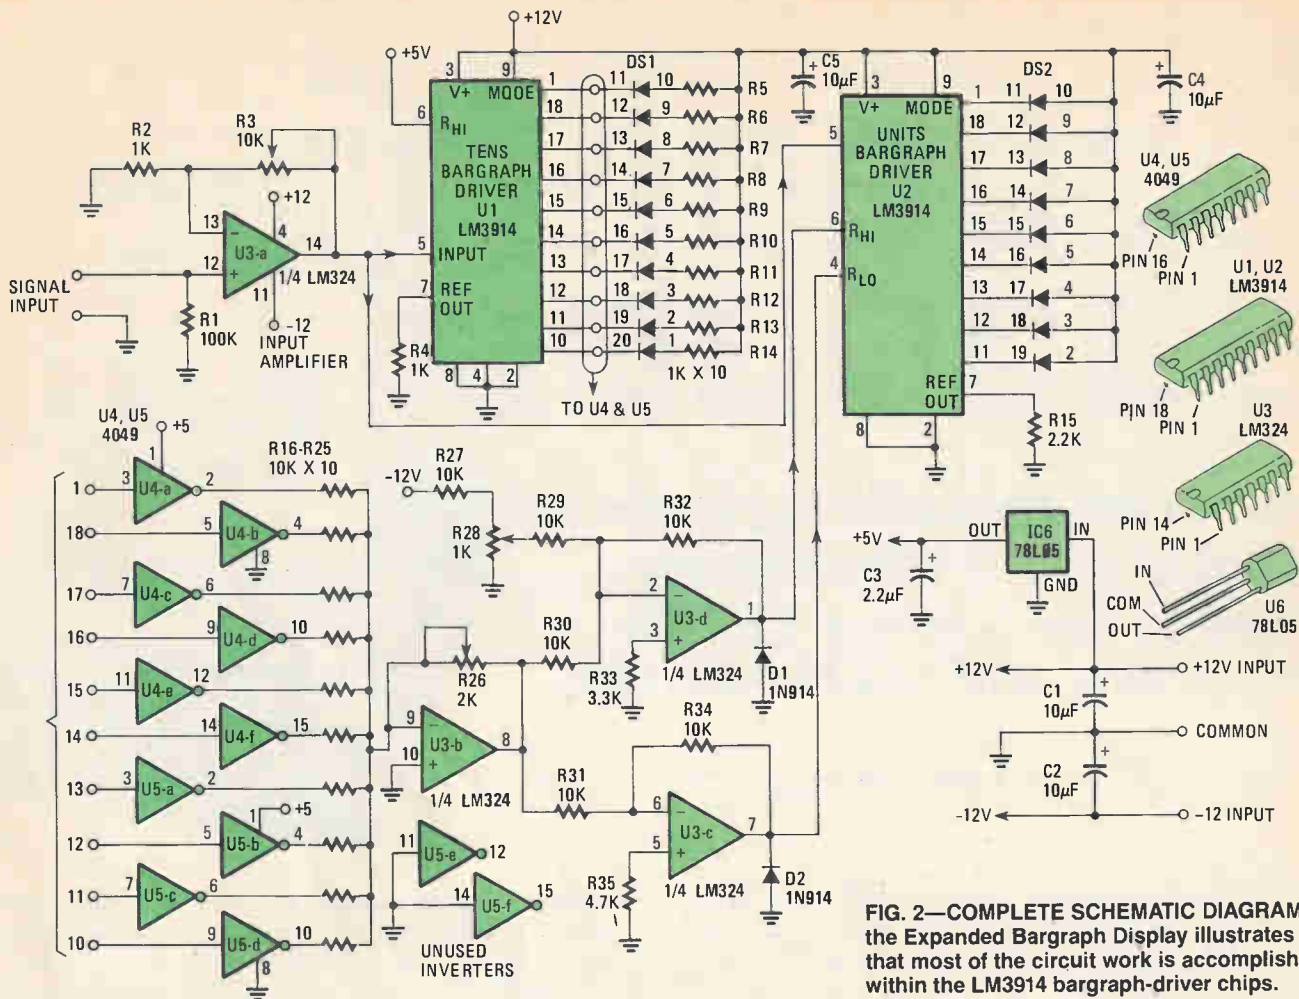 +12V
+5V
3
9
V+
MODE
6
RHI
TENS
BARGRAPH
DRIVER
U1
LM3914
5
INPUT
7
REF
OUT
R4
1K
8
4
2
1
18
17
16
15
14
13
12
11
10
DS1
11 10 R5
12 9 R6
13 8 R7
14 7 R8
15 6 R9
16 5 R10
17 4 R11
18 3 R12
19 2 R13
20 1 R14
1K X 10
TO U4 & U5
R2
1K
R3
10K
+12
13
4
U3-a
14
12
1/4 LM324
11
-12
INPUT
AMPLIFIER
SIGNAL
INPUT
R1
100K
C5
10µF
+
3
9
V+
MODE
5
UNITS
BARGRAPH
DRIVER
U2
LM3914
6
RHI
4
RLO
REF
OUT
7
R15
2.2K
8
2
DS2
1 11 10
18 12 9
17 13 8
16 14 7
15 15 6
14 16 5
13 17 4
12 18 3
11 19 2
+
C4
10µF
U4, U5
4049
PIN 16
PIN 1
U1, U2
LM3914
PIN 18
PIN 1
U3
LM324
PIN 14
PIN 1
IN
COM
OUT
U6
78L05
U4, U5
4049
+5
1
R16-R25
10K X 10
1 3 U4-a 2
18 5 U4-b 4
8
17 7 U4-c 6
16 9 U4-d 10
15 11 U4-e 12
14 14 U4-f 15
13 3 U5-a 2
1 +5
12 5 U5-b 4
11 7 U5-c 6
10 9 U5-d 10
8
-12V
R27
10K
R28
1K
R29
10K
R32
10K
2
U3-d
1
3
R33
3.3K
1/4 LM324
D1
1N914
R30
10K
R26
2K
9
U3-b
8
10
1/4 LM324
R31
10K
R34
10K
6
U3-c
7
5
R35
4.7K
1/4 LM324
D2
1N914
11 U5-e 12
14 U5-f 15
UNUSED
INVERTERS
+5V
OUT
IC6
78L05
IN
GND
C3
2.2µF
+
+12V
+12V INPUT
C1
10µF
+
COMMON
C2
10µF
+
-12V
-12 INPUT
FIG. 2—COMPLETE SCHEMATIC DIAGRAM
the Expanded Bargraph Display illustrates
that most of the circuit work is accomplish
within the LM3914 bargraph-driver chips.